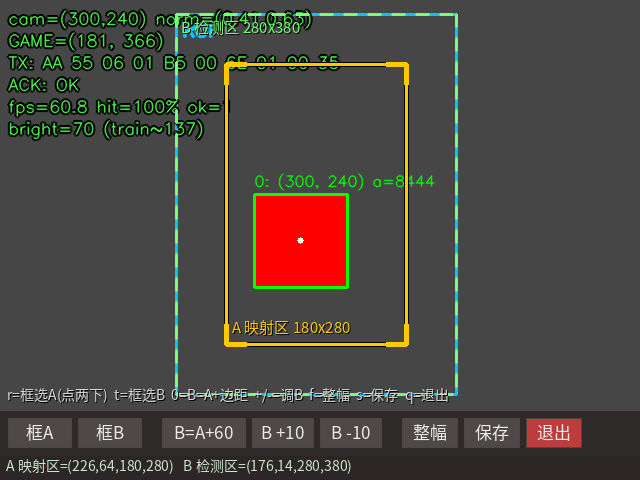 cam=(300,240) norm=(0.41 0.63)
B 检测区 280x380
GAME=(181, 366)
TX: AA 55 06 01 B5 00 6E 01 00 35
ACK: OK
fps=60.8 hit=100% ok=1
bright=70 (train~137)
0: (300, 240) a=8444
A 映射区 180x280
r=框选A(点两下) t=框选B 0=B=A+边距 +/-=调B f=整幅 s=保存 q=退出
框A 框B B=A+60 B +10 B -10 整幅 保存 退出
A 映射区=(226,64,180,280) B 检测区=(176,14,280,380)